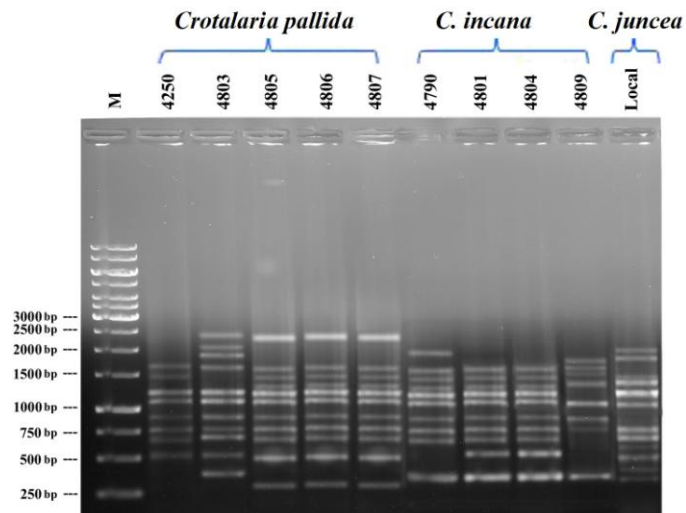 Crotalaria pallida C. incana C. juncea
M 4250 4803 4805 4806 4807 4790 4801 4804 4809 Local
3000 bp ---
2500 bp ---
2000 bp ---
1500 bp ---
1000 bp ---
750 bp ---
500 bp ---
250 bp ---